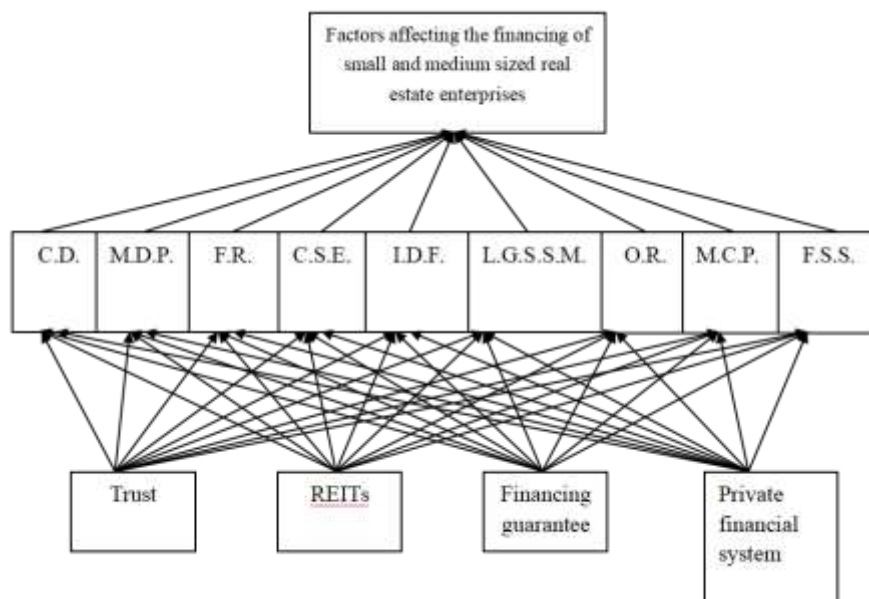 Factors affecting the financing of
small and medium sized real
estate enterprises
C.D. M.D.P. F.R. C.S.E. I.D.F. L.G.S.S.M. O.R. M.C.P. F.S.S.
Trust
REITs
Financing
guarantee
Private
financial
system